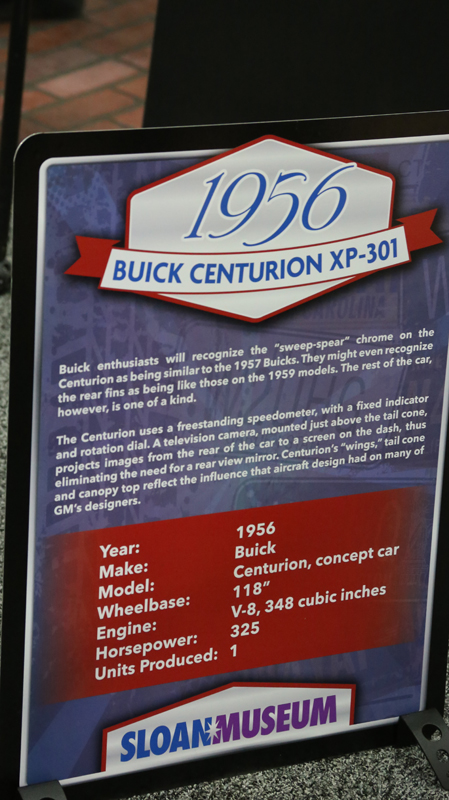 1956
BUICK CENTURION XP-301
Buick enthusiasts will recognize the "sweep-spear" chrome on the
Centurion as being similar to the 1957 Buicks. They might even recognize
the rear fins as being like those on the 1959 models. The rest of the car,
however, is one of a kind.
The Centurion uses a freestanding speedometer, with a fixed indicator
and rotation dial. A television camera, mounted just above the tail cone,
projects images from the rear of the car to a screen on the dash, thus
eliminating the need for a rear view mirror. Centurion's "wings," tail cone
and canopy top reflect the influence that aircraft design had on many of
GM's designers.
Year: 1956
Make: Buick
Model: Centurion, concept car
Wheelbase: 118"
Engine: V-8, 348 cubic inches
Horsepower: 325
Units Produced: 1
SLOAN MUSEUM